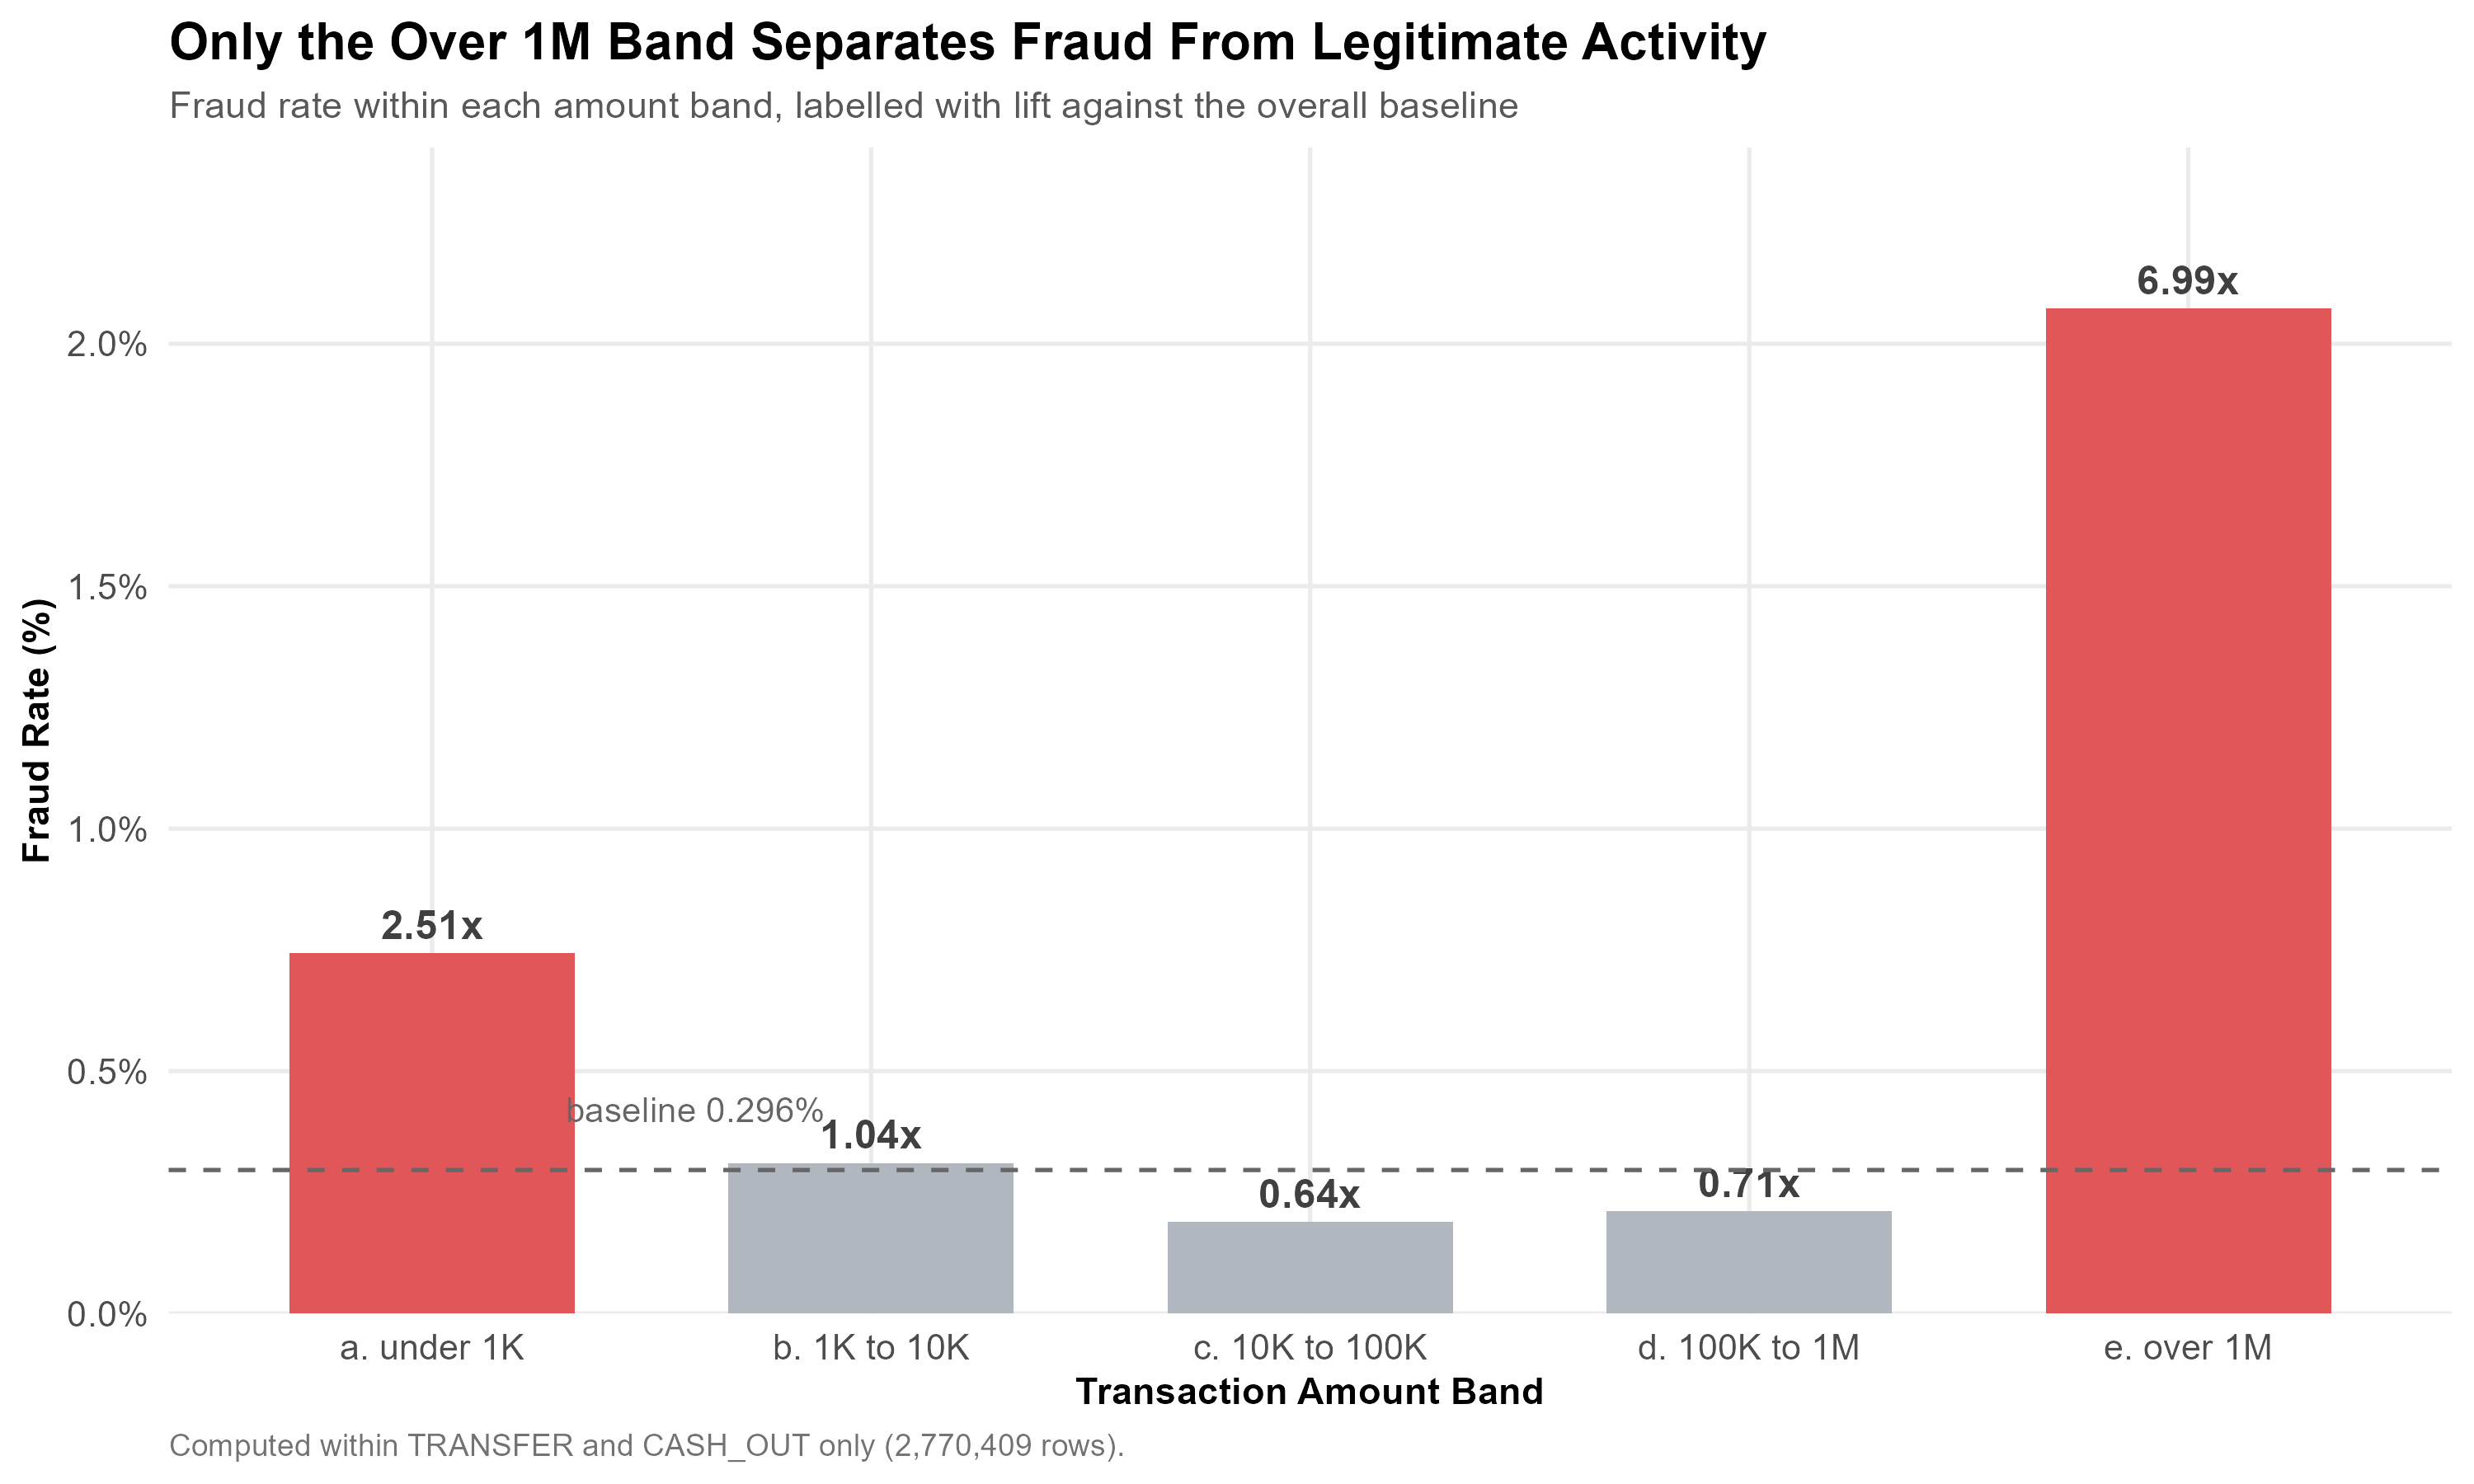 Only the Over 1M Band Separates Fraud From Legitimate Activity
Fraud rate within each amount band, labelled with lift against the overall baseline
Fraud Rate (%)
2.0%
1.5%
1.0%
0.5%
0.0%
2.51x
baseline 0.296%
1.04x
0.64x
0.71x
6.99x
a. under 1K
b. 1K to 10K
c. 10K to 100K
d. 100K to 1M
e. over 1M
Transaction Amount Band
Computed within TRANSFER and CASH_OUT only (2,770,409 rows).